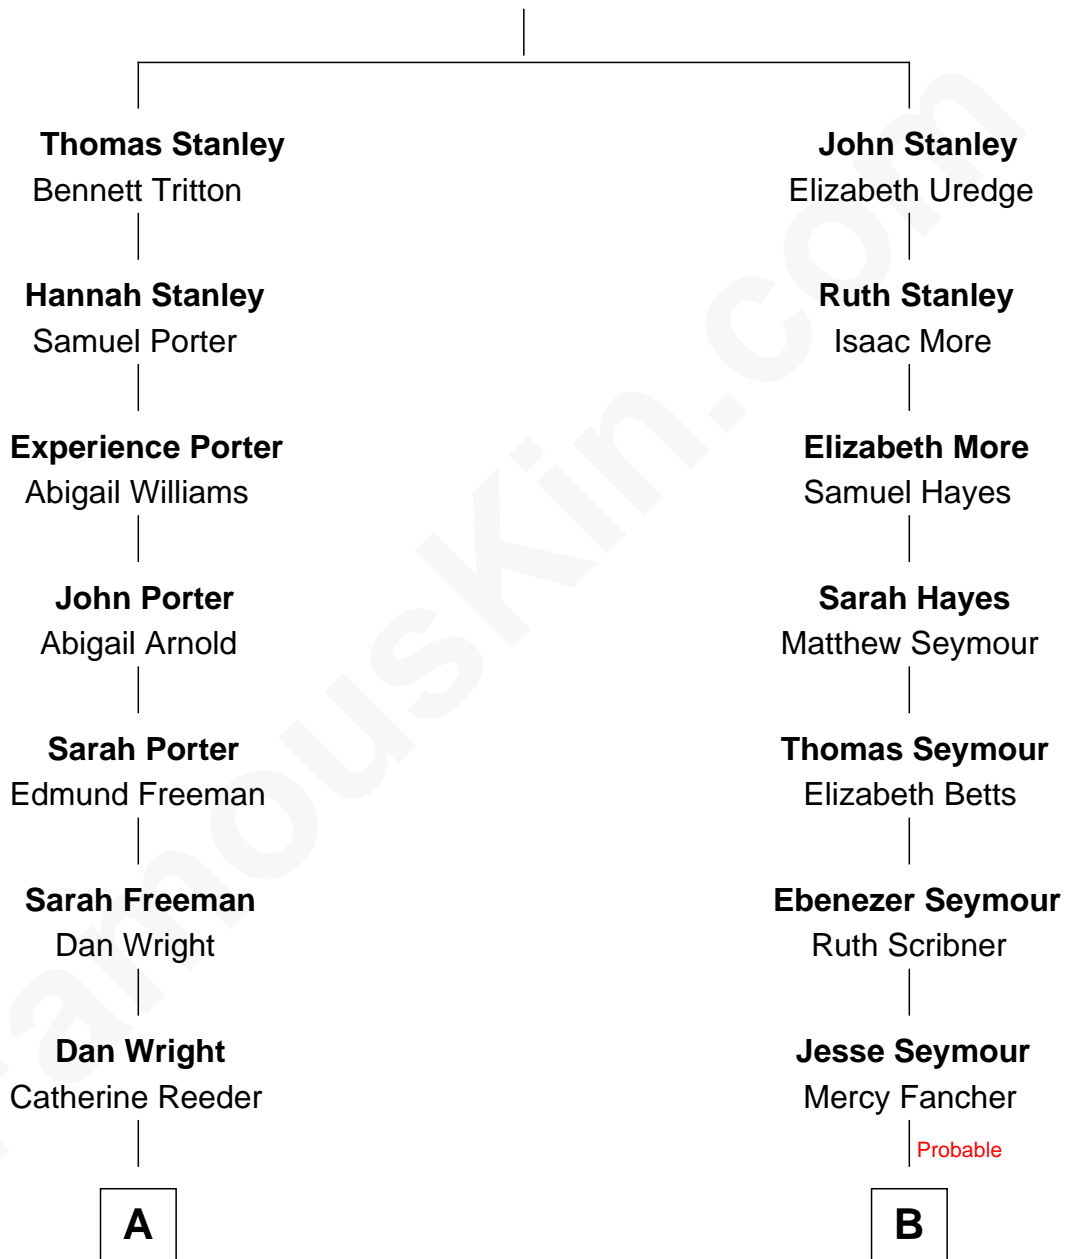 Thomas Stanley
Bennett Tritton
Hannah Stanley
Samuel Porter
Experience Porter
Abigail Williams
John Porter
Abigail Arnold
Sarah Porter
Edmund Freeman
Sarah Freeman
Dan Wright
Dan Wright
Catherine Reeder
A
John Stanley
Elizabeth Uredge
Ruth Stanley
Isaac More
Elizabeth More
Samuel Hayes
Sarah Hayes
Matthew Seymour
Thomas Seymour
Elizabeth Betts
Ebenezer Seymour
Ruth Scribner
Jesse Seymour
Mercy Fancher
Probable
B
FamousKin.com